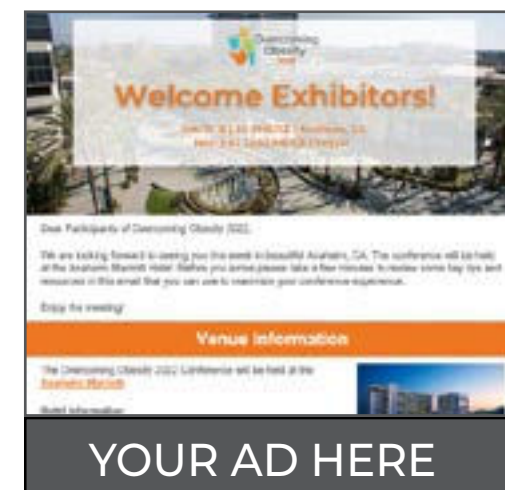 Overcoming
Obesity
Welcome Exhibitors!
Anaheim, CA
Dear Participants of Overcoming Obesity 2022,
We are looking forward to seeing you this week in beautiful Anaheim, CA. The conference will be held
at the Anaheim Marriott Hotel. Before you arrive please take a few minutes to review some key tips and
resources in this email that you can use to maximize your conference experience.
Enjoy the meeting!
Venue Information
The Overcoming Obesity 2022 Conference will be held at the
Anaheim Marriott
Hotel Information
YOUR AD HERE